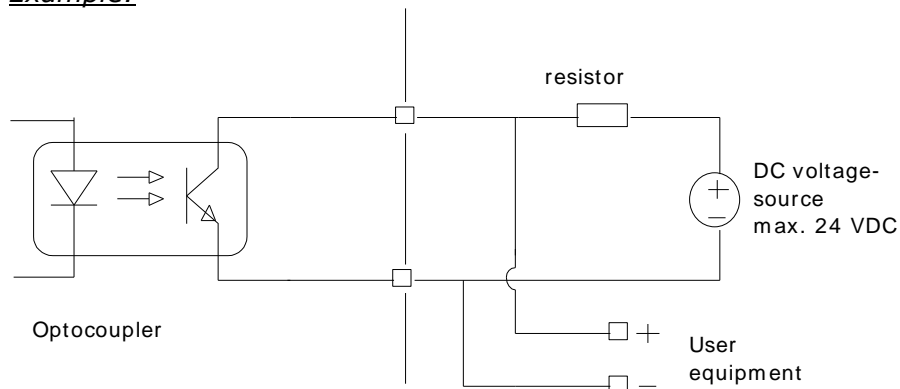 Example:
resistor
DC voltage-
source
max. 24 VDC
+
−
Optocoupler
+
User
equipment
−